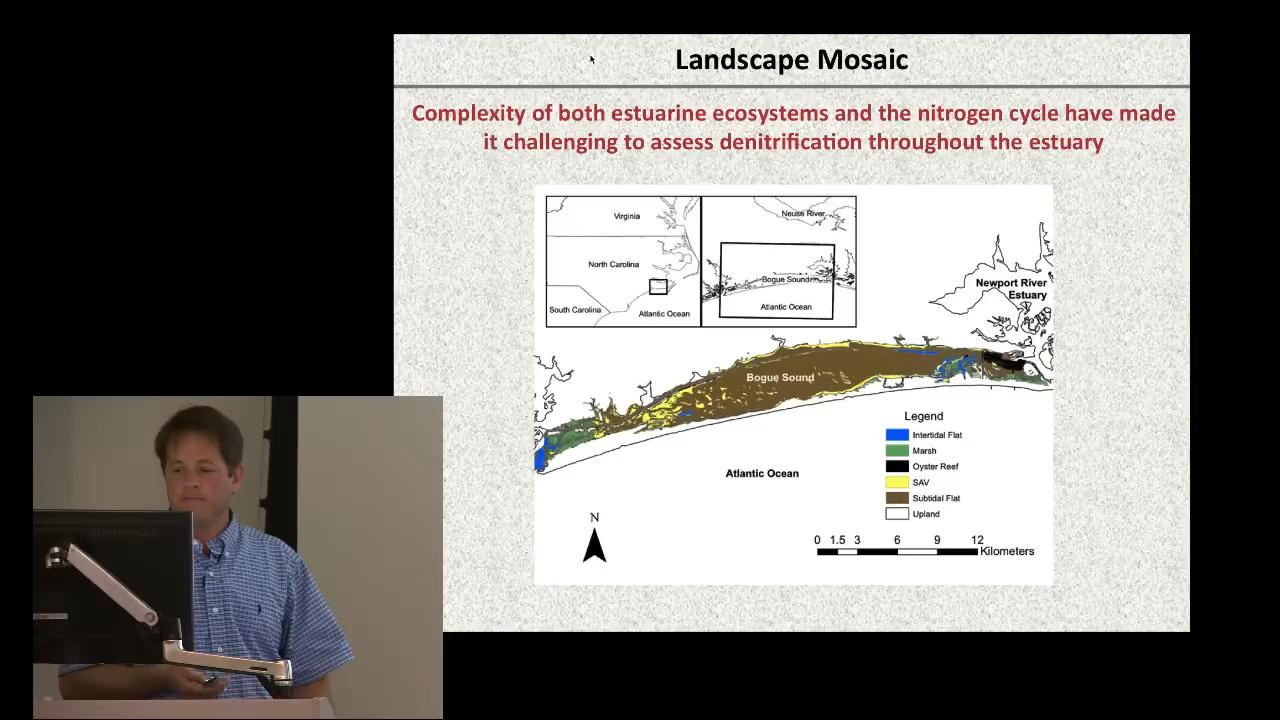 Landscape Mosaic
Complexity of both estuarine ecosystems and the nitrogen cycle have made
it challenging to assess denitrification throughout the estuary
Virginia
North Carolina
South Carolina
Atlantic Ocean
Neuse River
Bogue Sound
Atlantic Ocean
Newport River
Estuary
Bogue Sound
Atlantic Ocean
Legend
Intertidal Flat
Marsh
Oyster Reef
SAV
Subtidal Flat
Upland
N
0 1.5 3 6 9 12
Kilometers